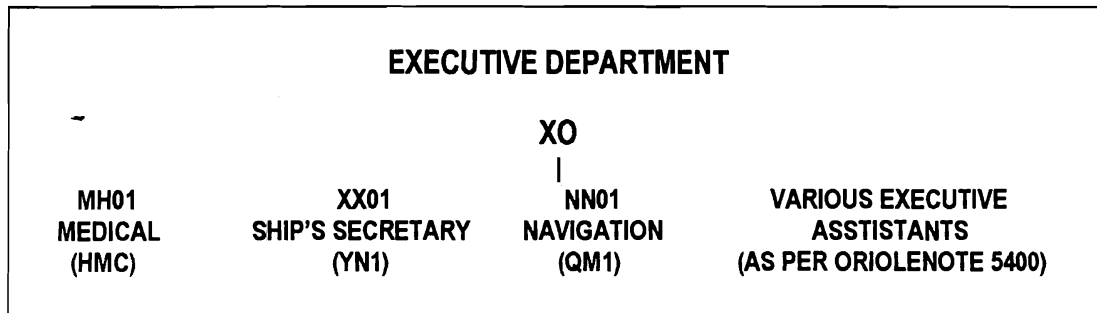 EXECUTIVE DEPARTMENT
XO
MH01 XX01 NN01 VARIOUS EXECUTIVE
MEDICAL SHIP'S SECRETARY NAVIGATION ASSTISTANTS
(HMC) (YN1) (QM1) (AS PER ORIOLENOTE 5400)